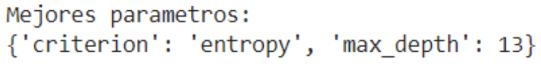 Mejores parametros:
{'criterion': 'entropy', 'max_depth': 13}